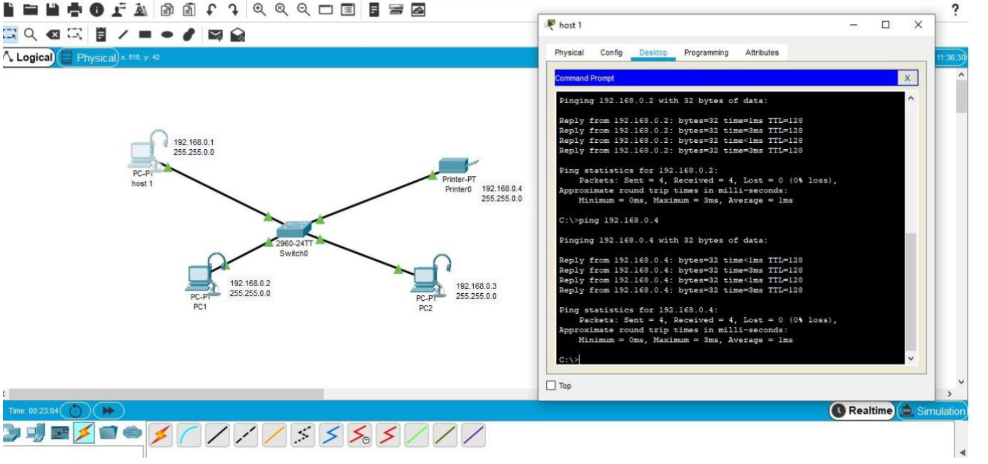 ?
Logical
Physical
x: 618, y: 42
11:36:30
192.168.0.1
255.255.0.0
PC-PT
host 1
Printer-PT
Printer0
192.168.0.4
255.255.0.0
2960-24TT
Switch0
192.168.0.2
255.255.0.0
PC-PT
PC1
192.168.0.3
255.255.0.0
PC-PT
PC2
host 1
Physical Config Desktop Programming Attributes
Command Prompt
X
Pinging 192.168.0.2 with 32 bytes of data:
Reply from 192.168.0.2: bytes=32 time=1ms TTL=128
Reply from 192.168.0.2: bytes=32 time=3ms TTL=128
Reply from 192.168.0.2: bytes=32 time<1ms TTL=128
Reply from 192.168.0.2: bytes=32 time=3ms TTL=128
Ping statistics for 192.168.0.2:
Packets: Sent = 4, Received = 4, Lost = 0 (0% loss),
Approximate round trip times in milli-seconds:
Minimum = 0ms, Maximum = 3ms, Average = 1ms
C:\>ping 192.168.0.4
Pinging 192.168.0.4 with 32 bytes of data:
Reply from 192.168.0.4: bytes=32 time<1ms TTL=128
Reply from 192.168.0.4: bytes=32 time=3ms TTL=128
Reply from 192.168.0.4: bytes=32 time<1ms TTL=128
Reply from 192.168.0.4: bytes=32 time=3ms TTL=128
Ping statistics for 192.168.0.4:
Packets: Sent = 4, Received = 4, Lost = 0 (0% loss),
Approximate round trip times in milli-seconds:
Minimum = 0ms, Maximum = 3ms, Average = 1ms
C:\>
Top
Time: 00:23:04
Realtime
Simulation